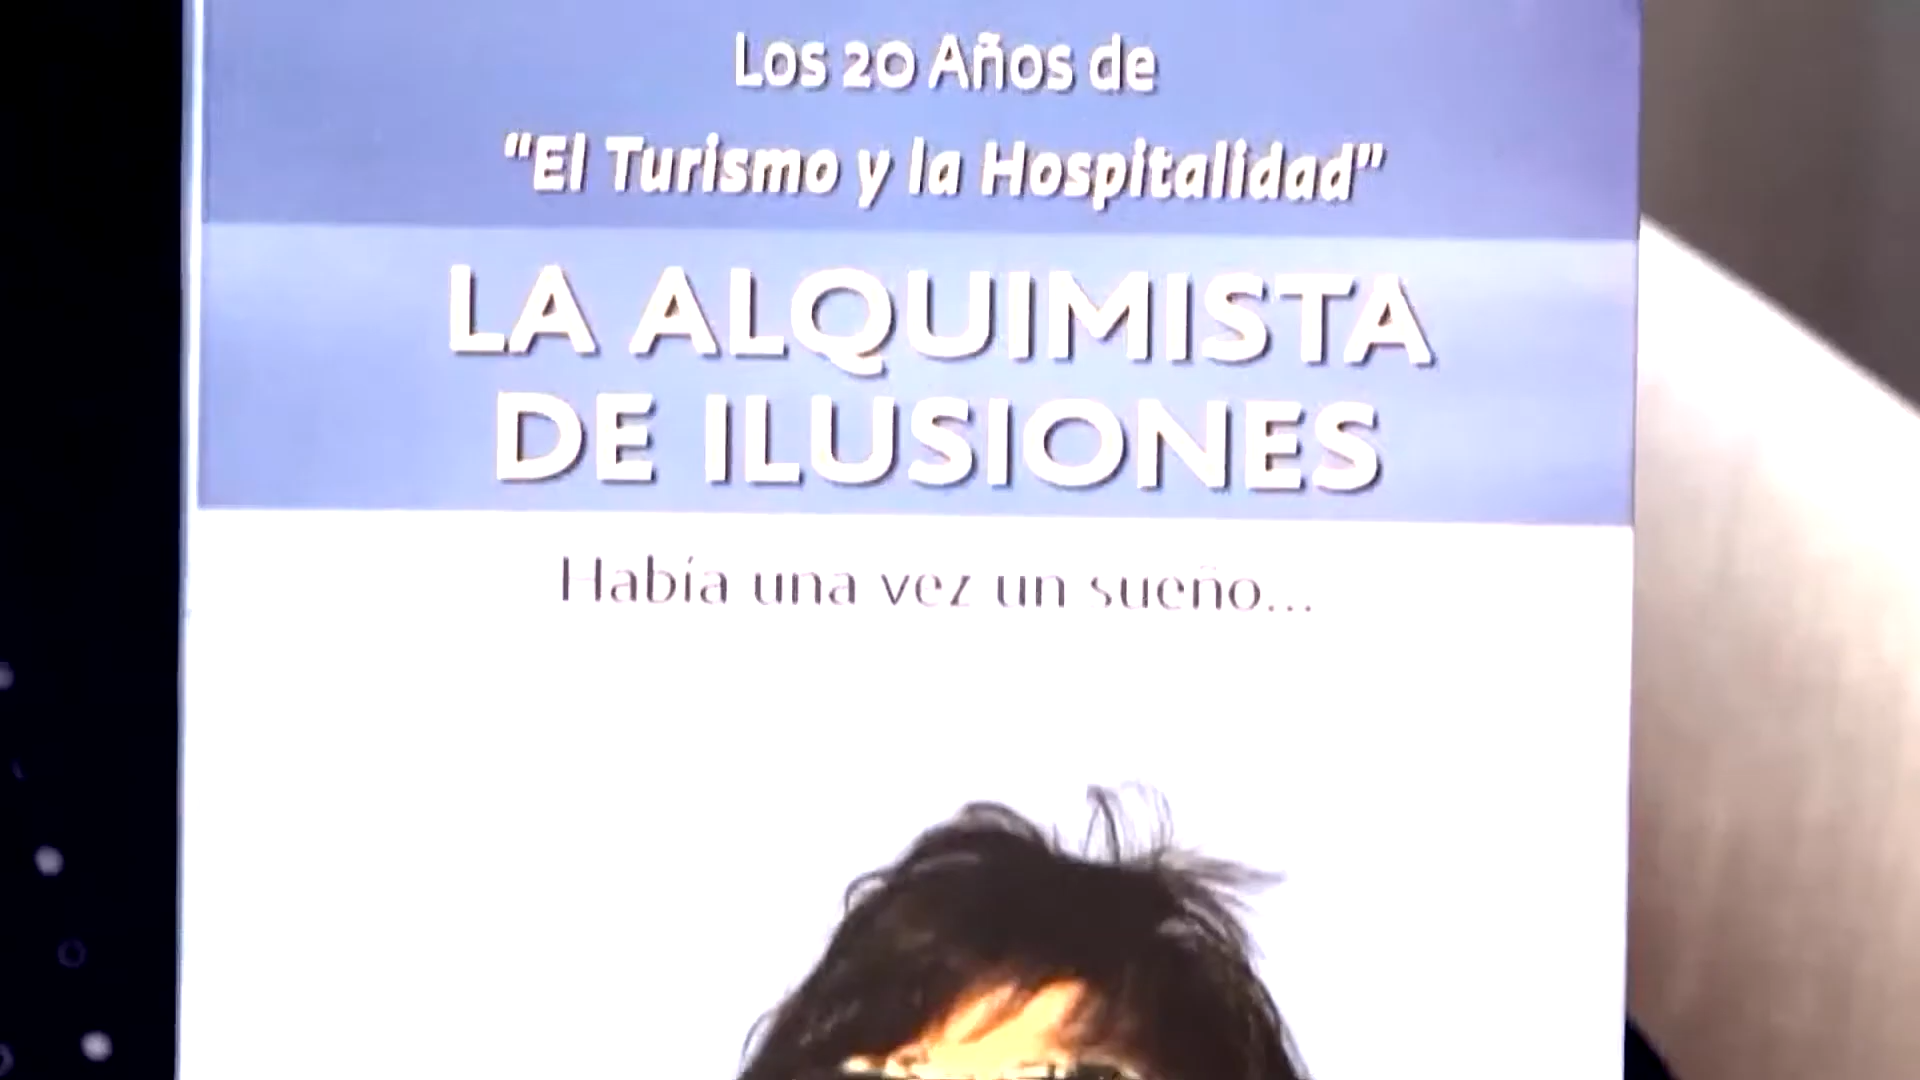 Los 20 Años de
"El Turismo y la Hospitalidad"
LA ALQUIMISTA
DE ILUSIONES
Había una vez un sueño...